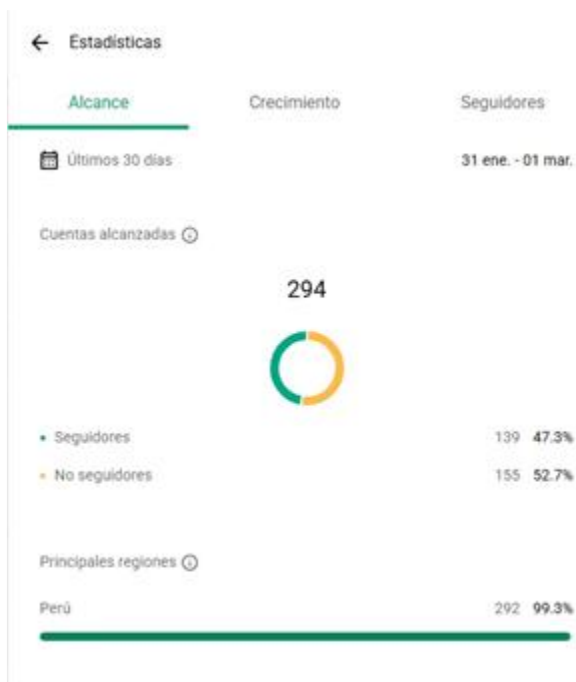 Estadísticas
Alcance Crecimiento Seguidores
Últimos 30 días 31 ene. - 01 mar.
Cuentas alcanzadas
294
Seguidores 139 47.3%
No seguidores 155 52.7%
Principales regiones
Perú 292 99.3%